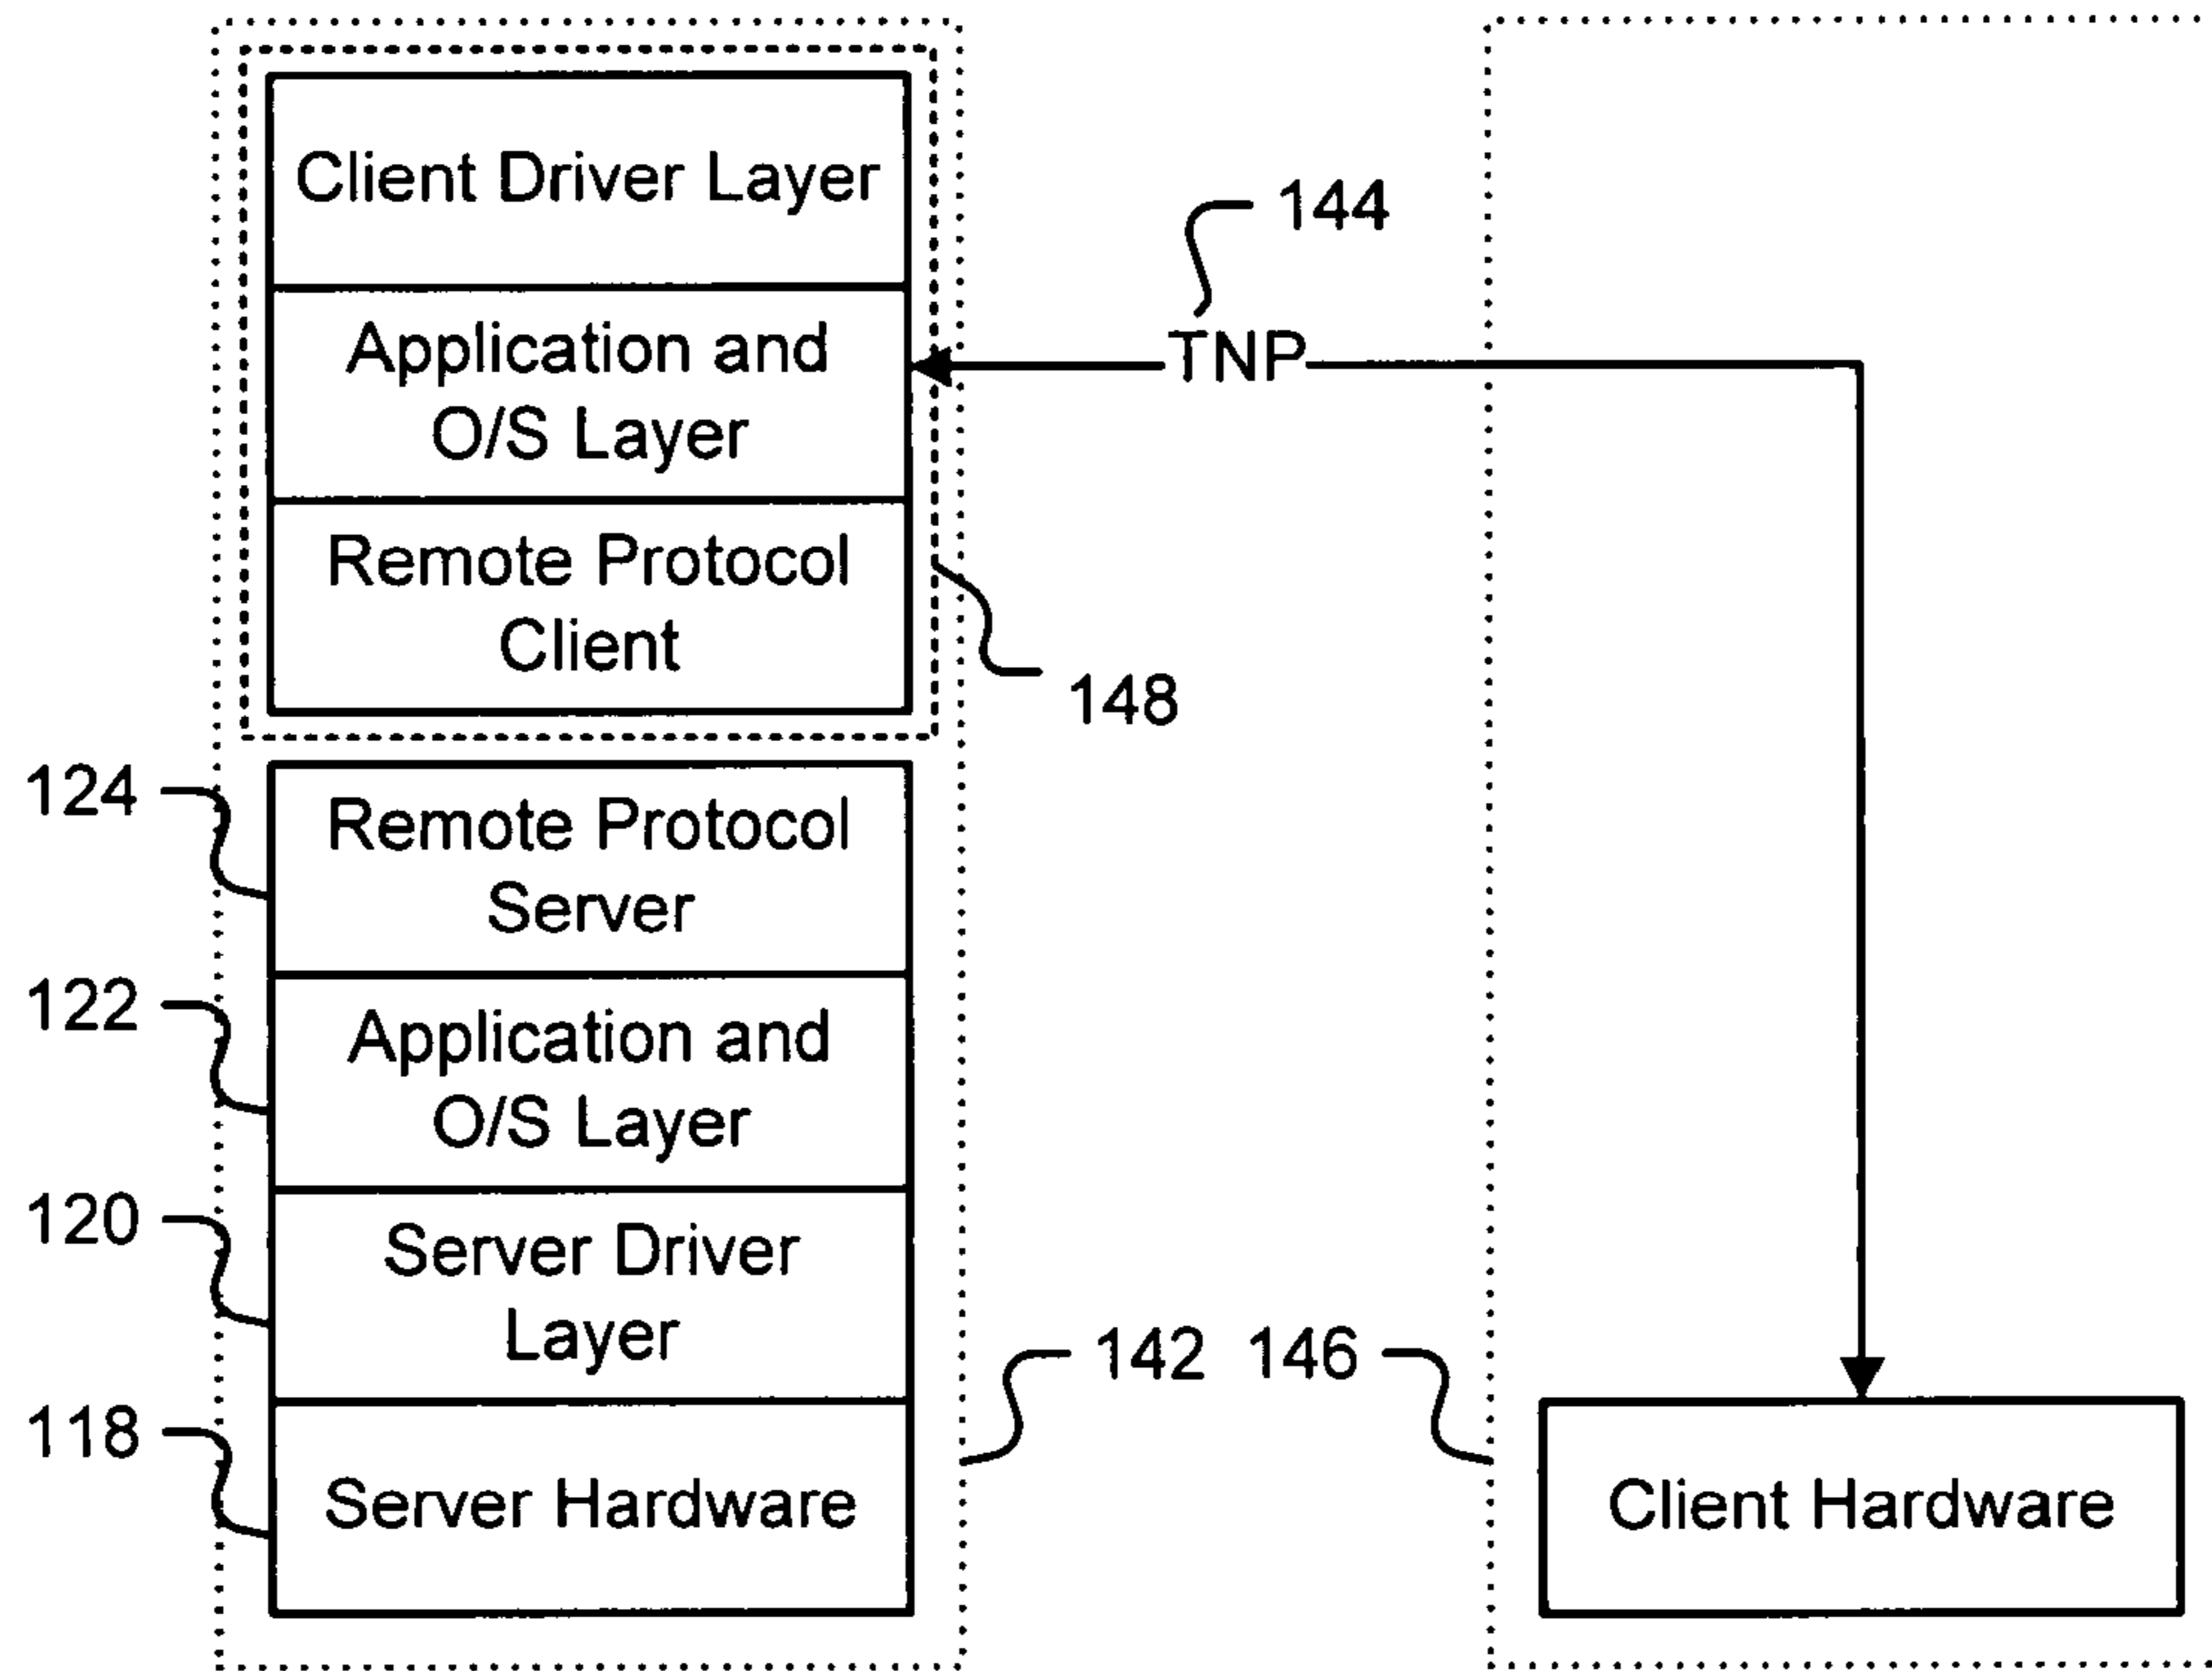 Client Driver Layer
144
Application and
O/S Layer
TNP
Remote Protocol
Client
148
124
Remote Protocol
Server
122
Application and
O/S Layer
120
Server Driver
Layer
142
146
118
Server Hardware
Client Hardware